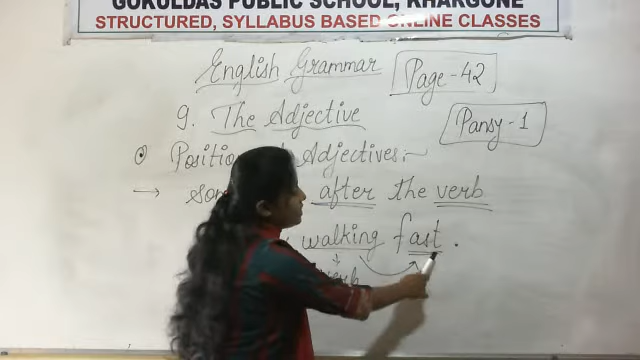 GOKULDAS PUBLIC SCHOOL, KHARGONE
STRUCTURED, SYLLABUS BASED ONLINE CLASSES
English Grammar
Page-42
9. The Adjective
Pansy-1
Adjectives:-
→ after the verb
walking fast.